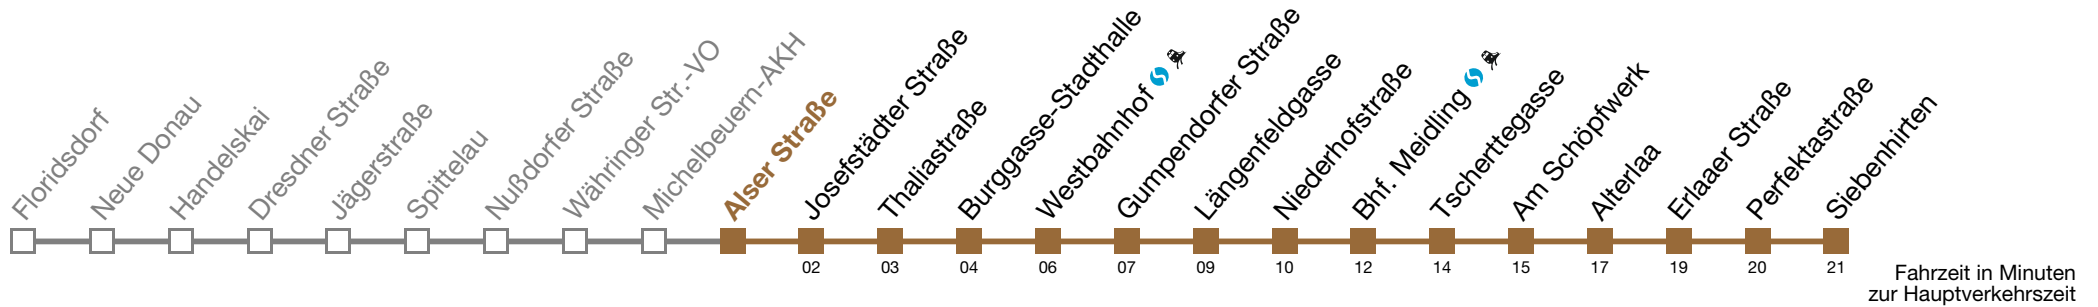 Floridsdorf
Neue Donau
Handelskai
Dresdner Straße
Jägerstraße
Spittelau
Nußdorfer Straße
Währinger Str.-VO
Michelbeuern-AKH
Alser Straße
Josefstädter Straße
Thaliastraße
Burggasse-Stadthalle
Westbahnhof
Gumpendorfer Straße
Längenfeldgasse
Niederhofstraße
Bhf. Meidling
Tscherttegasse
Am Schöpfwerk
Alterlaa
Erlaaer Straße
Perfektastraße
Siebenhirten
02 03 04 06 07 09 10 12 14 15 17 19 20 21
Fahrzeit in Minuten
zur Hauptverkehrszeit